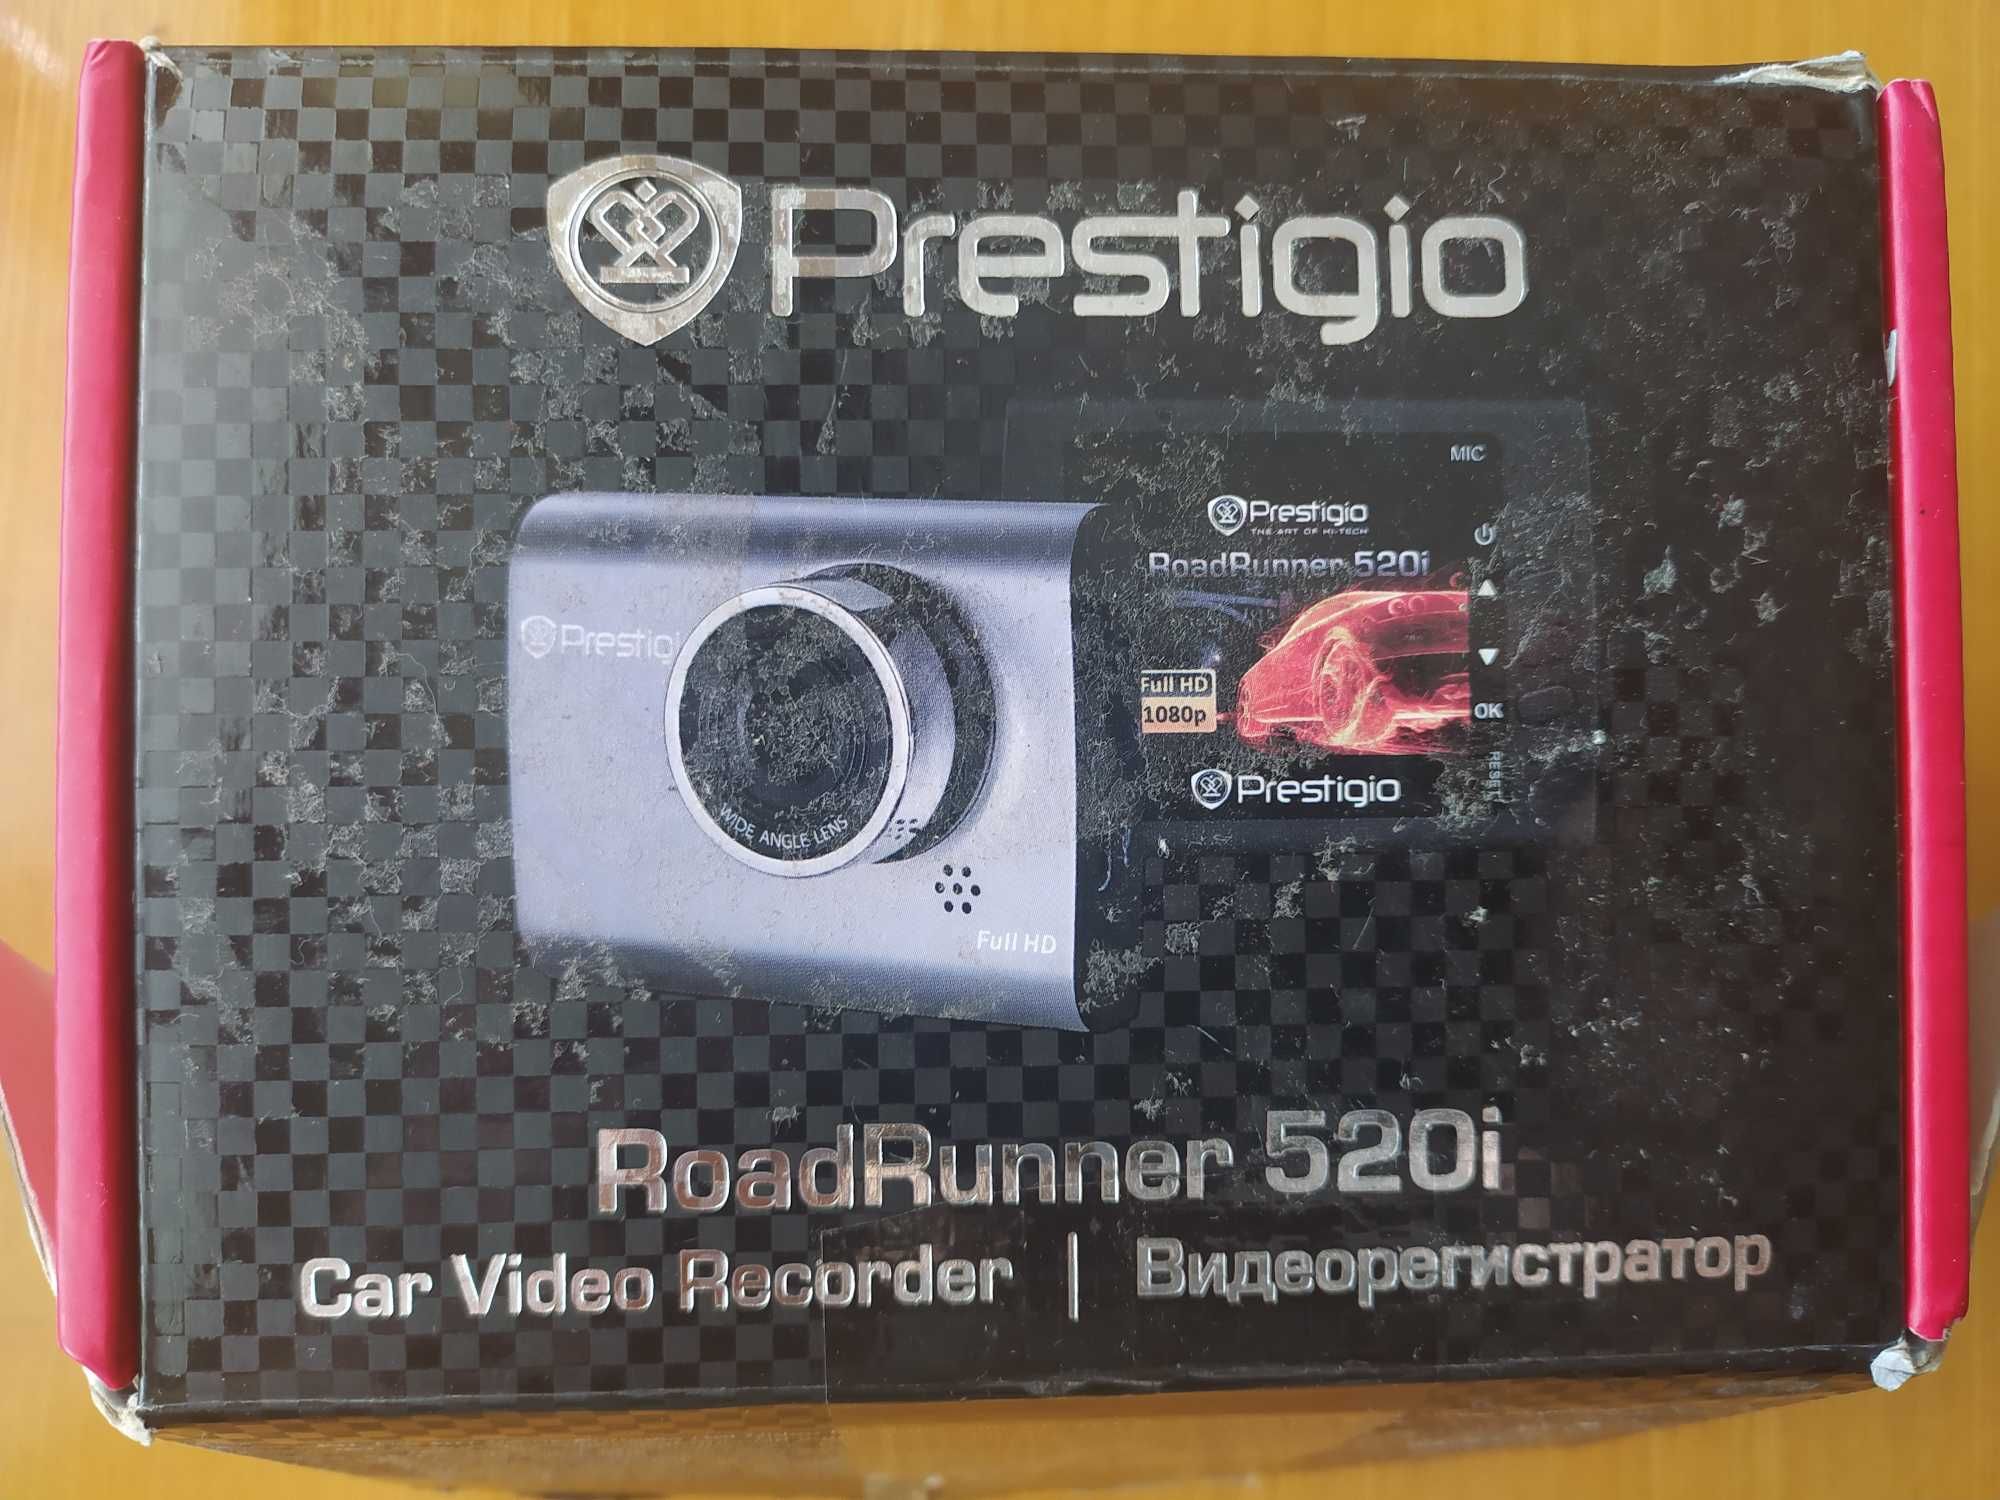 Prestigio
MIC
Prestigio
THE ART OF HI-TECH
RoadRunner 520i
Prestigi
Full HD
1080p
OK
RESET
Prestigio
WIDE ANGLE LENS
Full HD
RoadRunner 520i
Car Video Recorder | Видеорегистратор